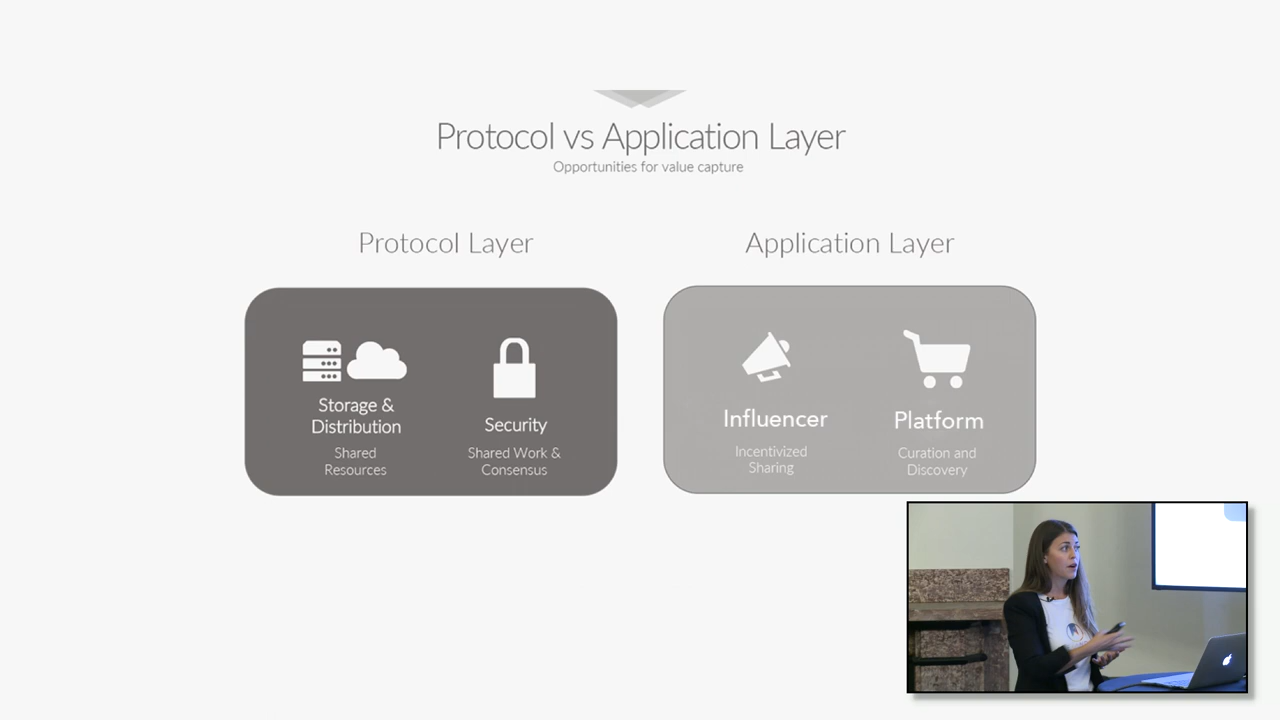 Protocol vs Application Layer
Opportunities for value capture
Protocol Layer
Application Layer
Storage &
Distribution
Shared
Resources
Security
Shared Work &
Consensus
Influencer
Incentivized
Sharing
Platform
Curation and
Discovery